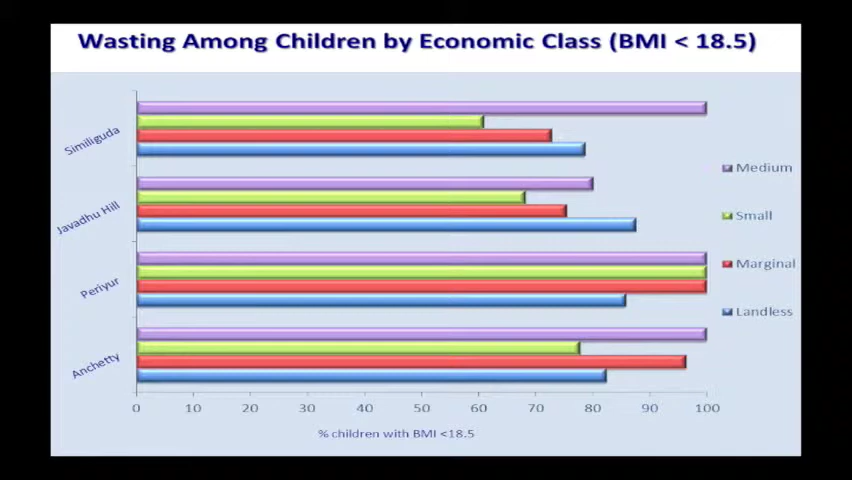 Wasting Among Children by Economic Class (BMI < 18.5)
Similiguda
Javadhu Hill
Periyur
Anchetty
Medium
Small
Marginal
Landless
0 10 20 30 40 50 60 70 80 90 100
% children with BMI <18.5